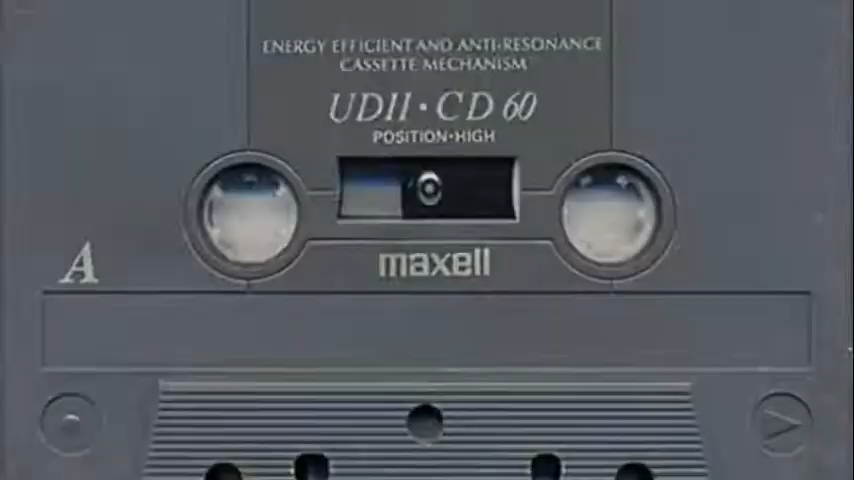 ENERGY EFFICIENT AND ANTI-RESONANCE
CASSETTE MECHANISM
UDII • CD 60
POSITION•HIGH
maxell
A